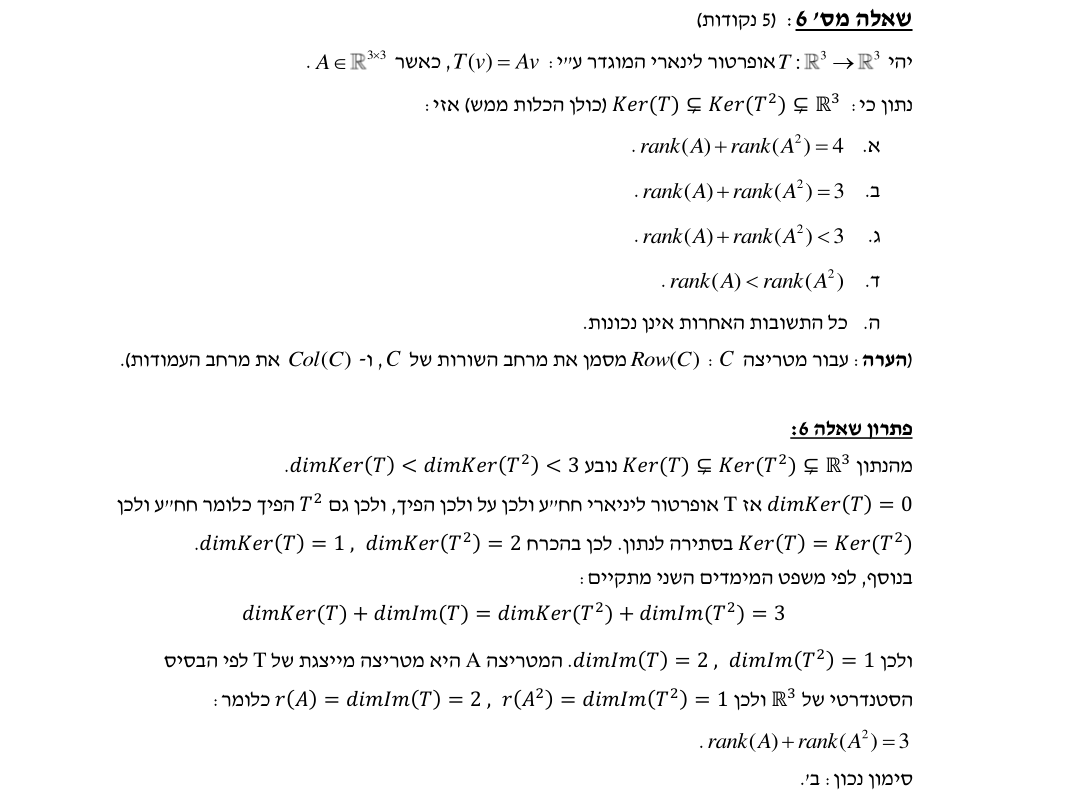 שאלה מס׳ 6 : (5 נקודות)
יהי T : ℝ³ → ℝ³ אופרטור לינארי המוגדר ע״י : T(v) = Av, כאשר A ∈ ℝ³ˣ³ .
נתון כי : Ker(T) ⊊ Ker(T²) ⊊ ℝ³ (כולן הכלות ממש) אזי :
א. rank(A) + rank(A²) = 4 .
ב. rank(A) + rank(A²) = 3 .
ג. rank(A) + rank(A²) < 3 .
ד. rank(A) < rank(A²) .
ה. כל התשובות האחרות אינן נכונות.
(הערה : עבור מטריצה C : Row(C) מסמן את מרחב השורות של C, ו- Col(C) את מרחב העמודות).
פתרון שאלה 6:
מהנתון Ker(T) ⊊ Ker(T²) ⊊ ℝ³ נובע dimKer(T) < dimKer(T²) < 3.
dimKer(T) = 0 אז T אופרטור ליניארי חח״ע ולכן על ולכן הפיך, ולכן גם T² הפיך כלומר חח״ע ולכן
Ker(T) = Ker(T²) בסתירה לנתון. לכן בהכרח dimKer(T) = 1 , dimKer(T²) = 2.
בנוסף, לפי משפט המימדים השני מתקיים :
dimKer(T) + dimIm(T) = dimKer(T²) + dimIm(T²) = 3
ולכן dimIm(T) = 2 , dimIm(T²) = 1. המטריצה A היא מטריצה מייצגת של T לפי הבסיס
הסטנדרטי של ℝ³ ולכן r(A) = dimIm(T) = 2 , r(A²) = dimIm(T²) = 1 כלומר :
rank(A) + rank(A²) = 3 .
סימון נכון : ב׳.